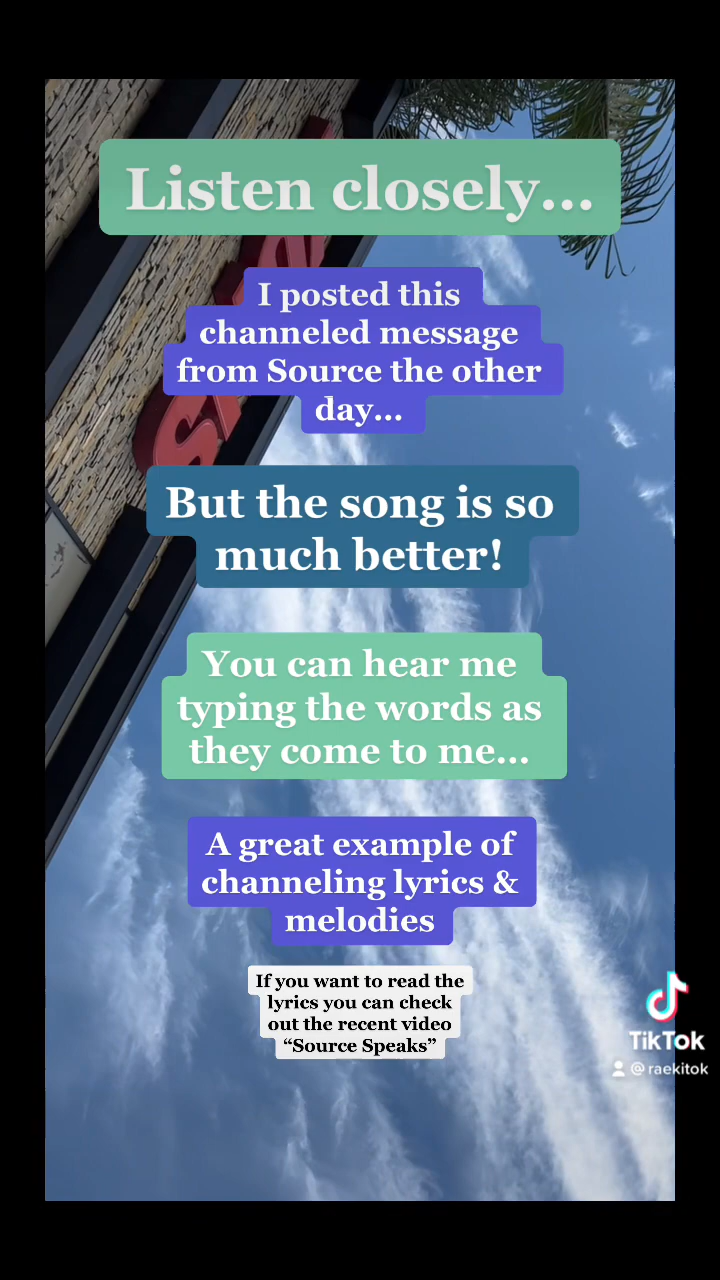 Listen closely...
I posted this
channeled message
from Source the other
day...
But the song is so
much better!
You can hear me
typing the words as
they come to me...
A great example of
channeling lyrics &
melodies
If you want to read the
lyrics you can check
out the recent video
“Source Speaks”
TikTok
@raekitok